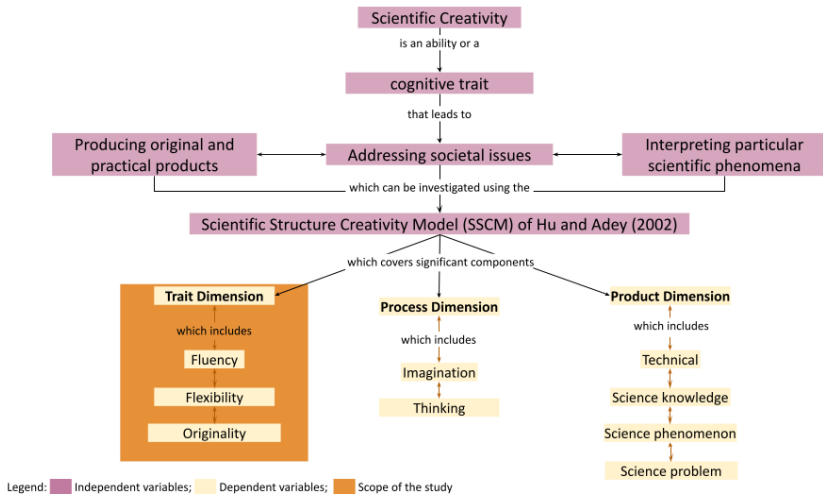 Scientific Creativity
is an ability or a
cognitive trait
that leads to
Producing original and
practical products
Addressing societal issues
Interpreting particular
scientific phenomena
which can be investigated using the
Scientific Structure Creativity Model (SSCM) of Hu and Adey (2002)
which covers significant components
Trait Dimension
which includes
Fluency
Flexibility
Originality
Process Dimension
which includes
Imagination
Thinking
Product Dimension
which includes
Technical
Science knowledge
Science phenomenon
Science problem
Legend: Independent variables; Dependent variables; Scope of the study